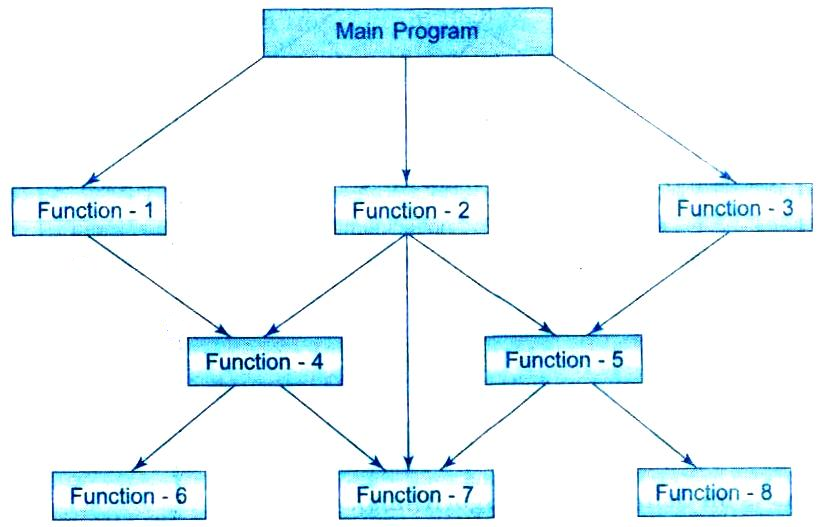 Main Program
Function - 1
Function - 2
Function - 3
Function - 4
Function - 5
Function - 6
Function - 7
Function - 8